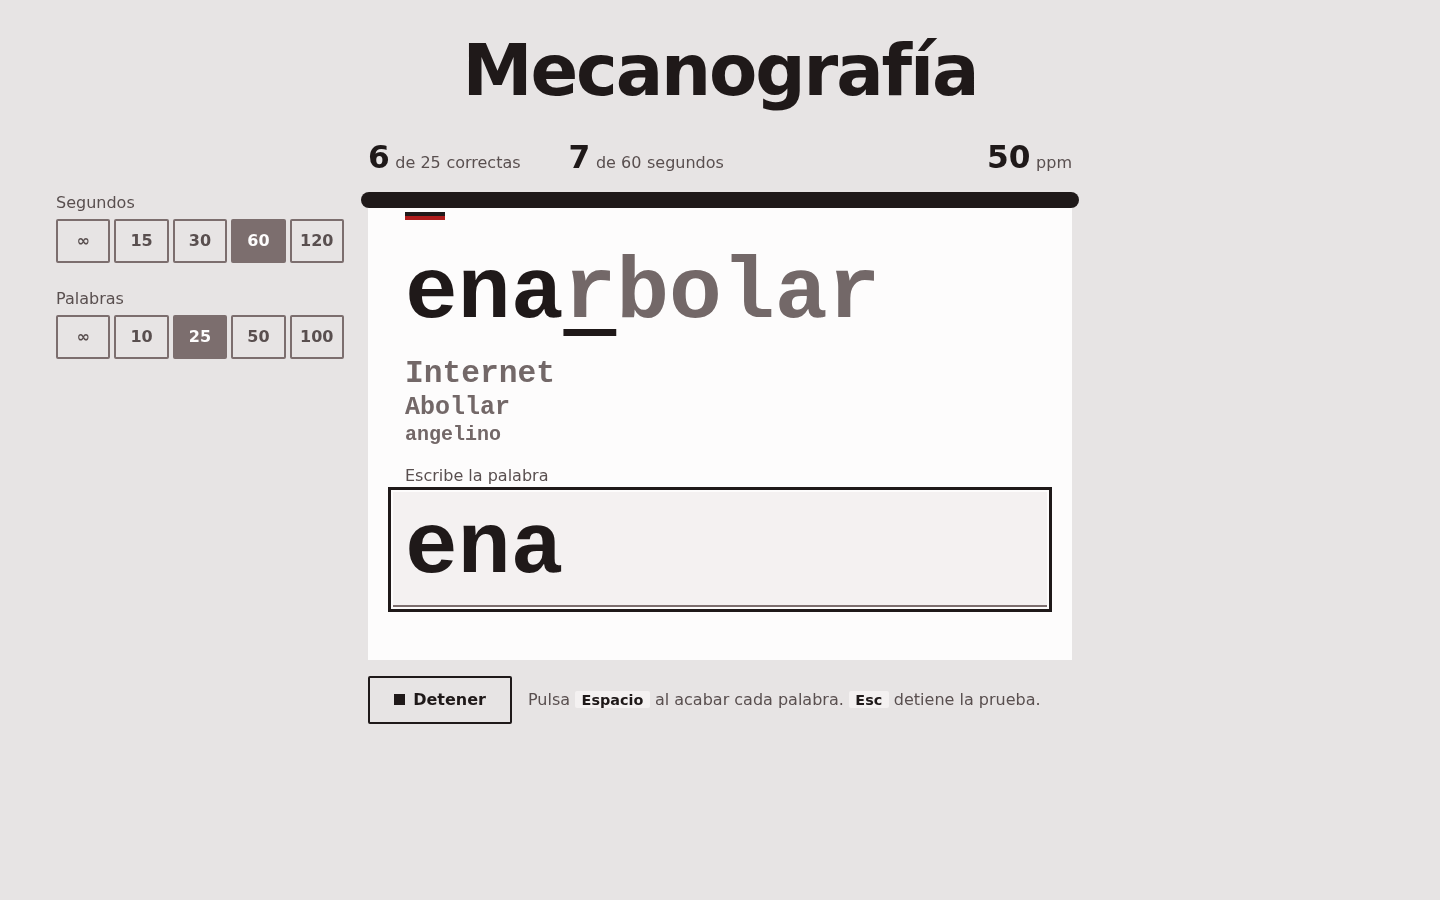 Mecanografía
6 de 25 correctas 7 de 60 segundos 50 ppm
Segundos
∞ 15 30 60 120
Palabras
∞ 10 25 50 100
enarbolar
Internet
Abollar
angelino
Escribe la palabra
ena
Detener Pulsa Espacio al acabar cada palabra. Esc detiene la prueba.